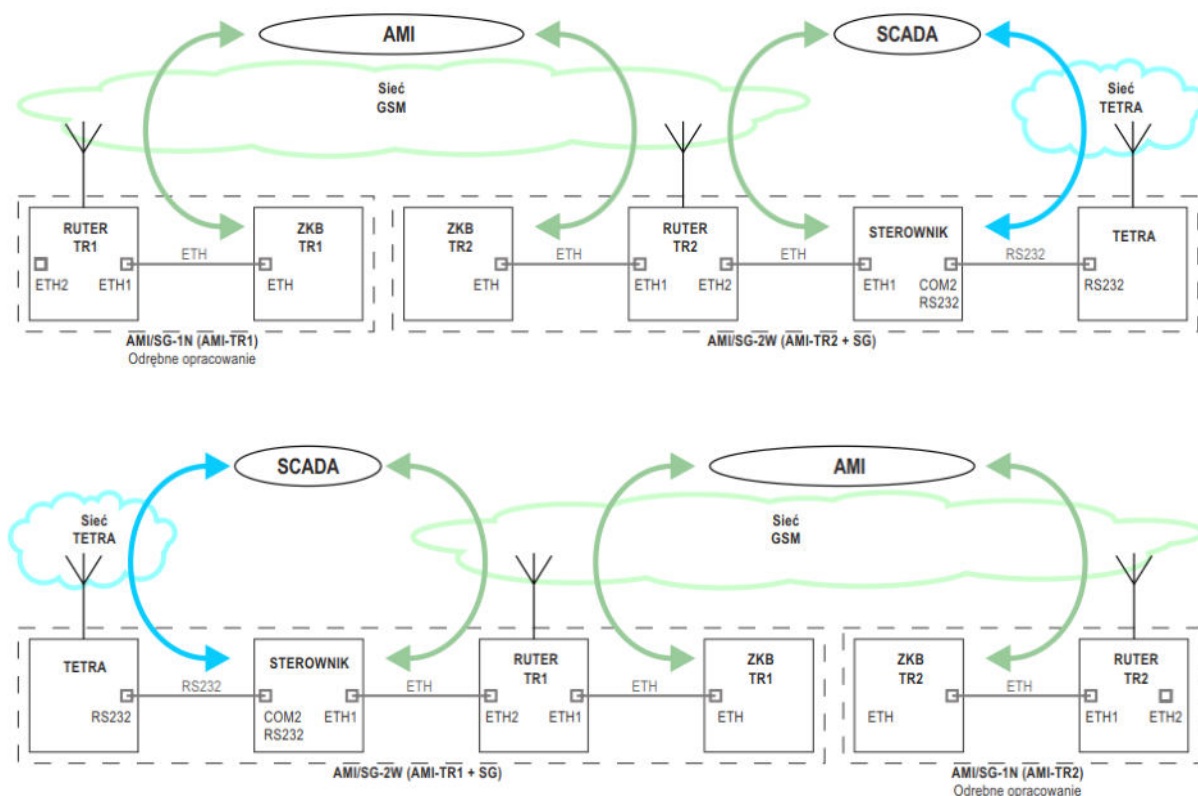 AMI
SCADA
Sieć
GSM
Sieć
TETRA
RUTER
TR1
ETH2
ETH1
ETH
ZKB
TR1
ETH
ZKB
TR2
ETH
ETH
RUTER
TR2
ETH1
ETH2
ETH
STEROWNIK
ETH1
COM2
RS232
RS232
TETRA
RS232
AMI/SG-1N (AMI-TR1)
Odrębne opracowanie
AMI/SG-2W (AMI-TR2 + SG)
SCADA
AMI
Sieć
TETRA
Sieć
GSM
TETRA
RS232
RS232
STEROWNIK
COM2
RS232
ETH1
ETH
RUTER
TR1
ETH2
ETH1
ETH
ZKB
TR1
ETH
ZKB
TR2
ETH
ETH
RUTER
TR2
ETH1
ETH2
AMI/SG-2W (AMI-TR1 + SG)
AMI/SG-1N (AMI-TR2)
Odrębne opracowanie